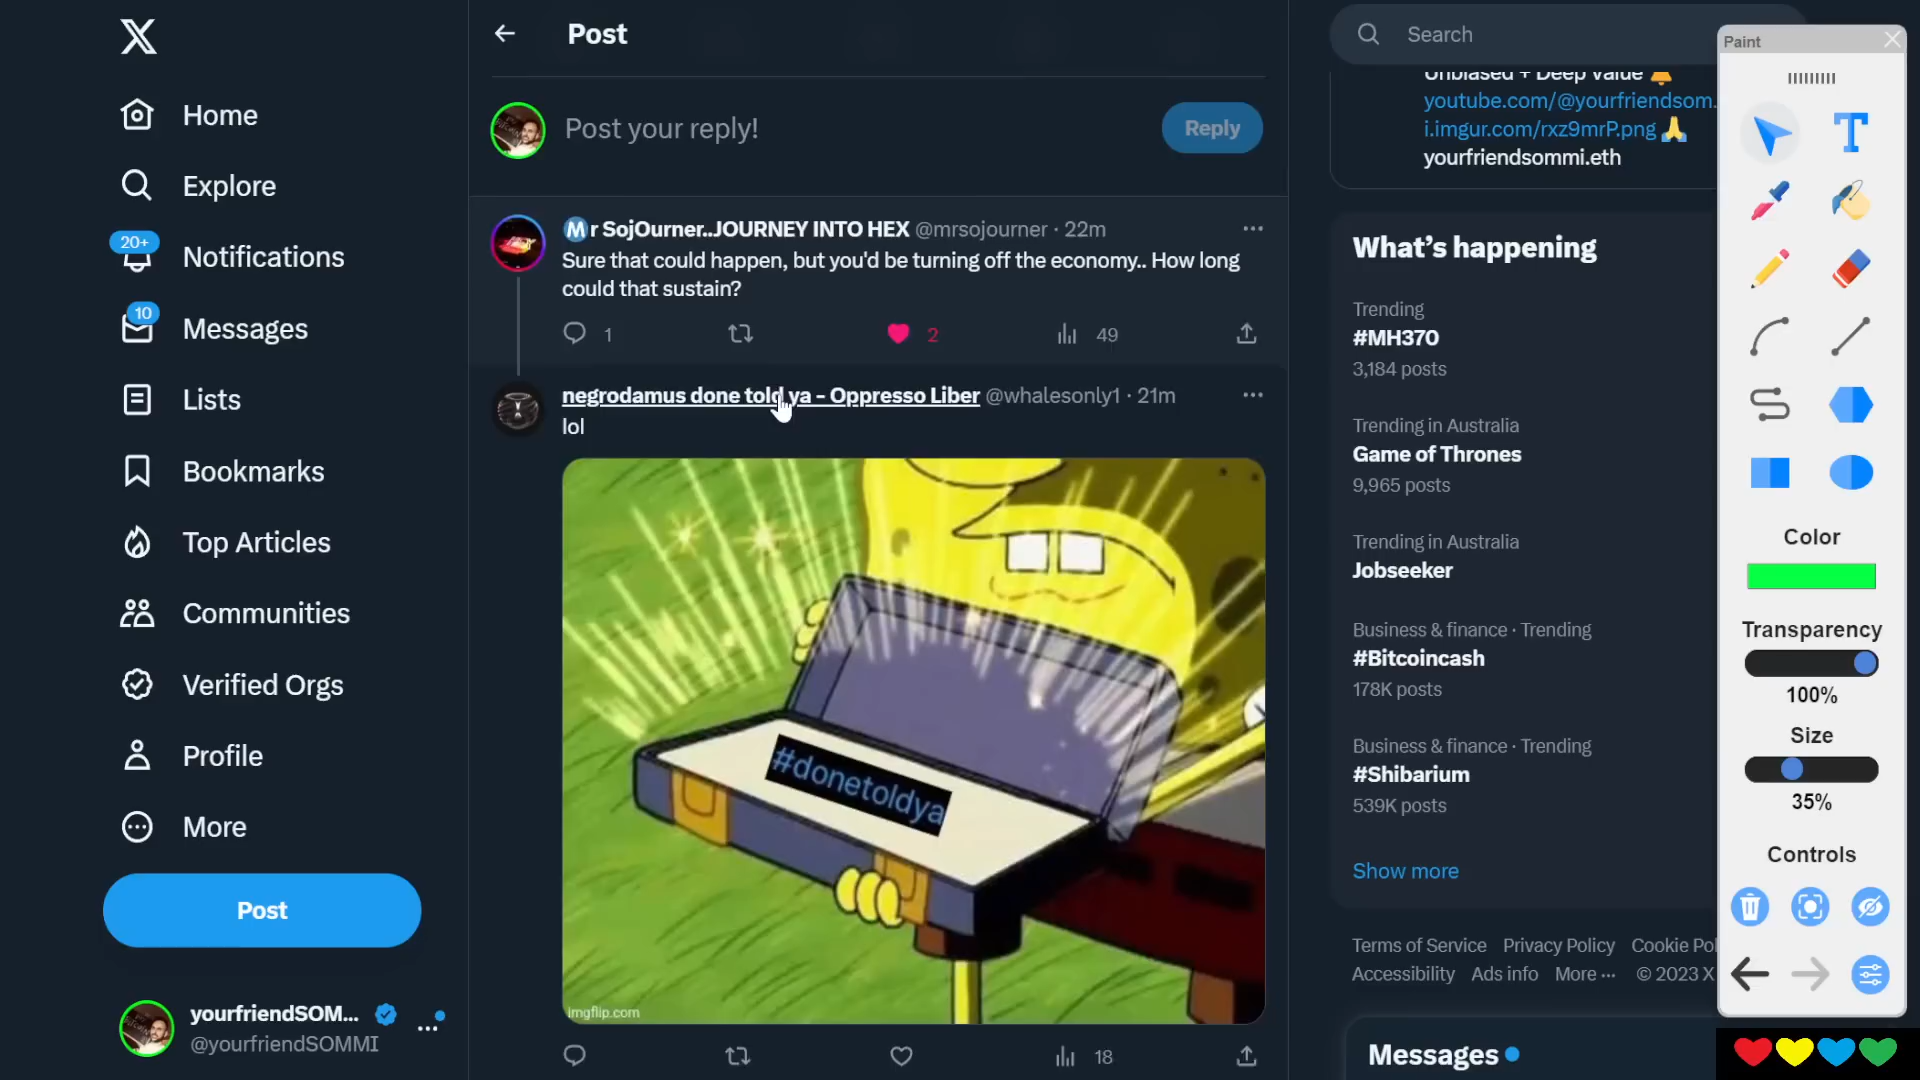 Post
Search
Paint
Unbiased + Deep Value
youtube.com/@yourfriendsom.
i.imgur.com/rxz9mrP.png
yourfriendsommi.eth
Home
Explore
20+
Notifications
10
Messages
Lists
Bookmarks
Top Articles
Communities
Verified Orgs
Profile
More
Post
yourfriendSOM...
@yourfriendSOMMI
Post your reply!
Reply
Ⓜr SojOurner..JOURNEY INTO HEX @mrsojourner · 22m
Sure that could happen, but you'd be turning off the economy.. How long
could that sustain?
1
2
49
negrodamus done told ya - Oppresso Liber @whalesonly1 · 21m
lol
#donetoldya
imgflip.com
18
What's happening
Trending
#MH370
3,184 posts
Trending in Australia
Game of Thrones
9,965 posts
Trending in Australia
Jobseeker
Business & finance · Trending
#Bitcoincash
178K posts
Business & finance · Trending
#Shibarium
539K posts
Show more
Terms of Service Privacy Policy Cookie Pol
Accessibility Ads info More ··· © 2023 X
Messages
T
Color
Transparency
100%
Size
35%
Controls